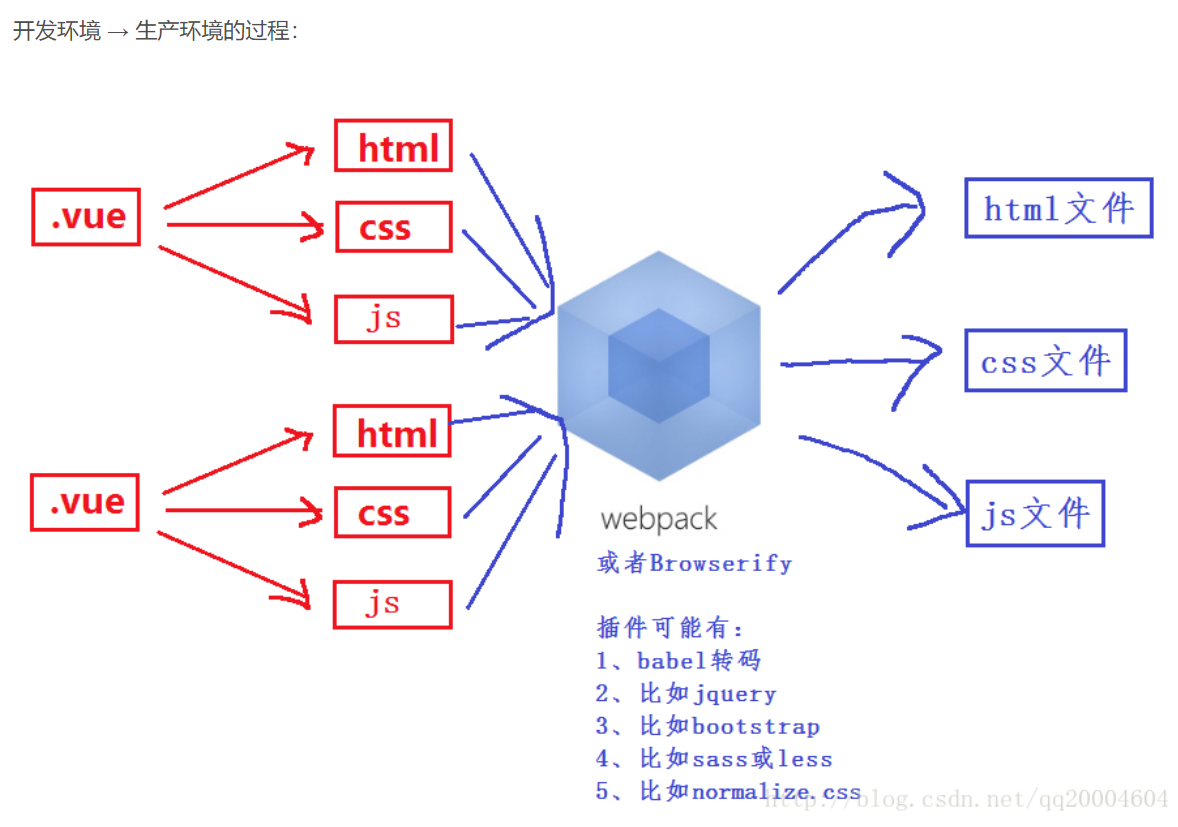 开发环境 → 生产环境的过程:
.vue
html
css
js
.vue
html
css
js
webpack
或者Browserify
插件可能有:
1、babel转码
2、比如jquery
3、比如bootstrap
4、比如sass或less
5、比如normalize.css
html文件
css文件
js文件
http://blog.csdn.net/qq20004604